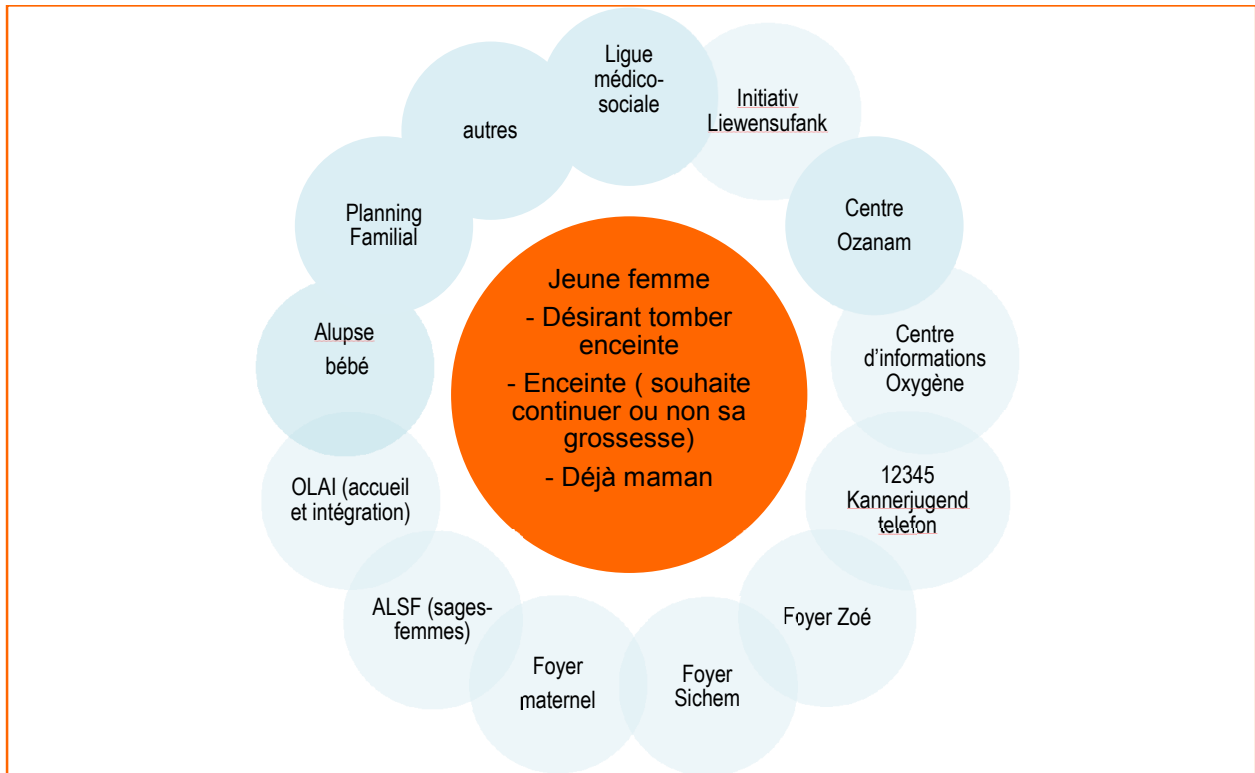 Ligue
médico-
sociale
Initiativ
Liewensufank
Centre
Ozanam
Centre
d'informations
Oxygène
12345
Kannerjugend
telefon
Foyer Zoé
Foyer
Sichem
Foyer
maternel
ALSF (sages-
femmes)
OLAI (accueil
et intégration)
Alupse
bébé
Planning
Familial
autres
Jeune femme
- Désirant tomber
enceinte
- Enceinte ( souhaite
continuer ou non sa
grossesse)
- Déjà maman